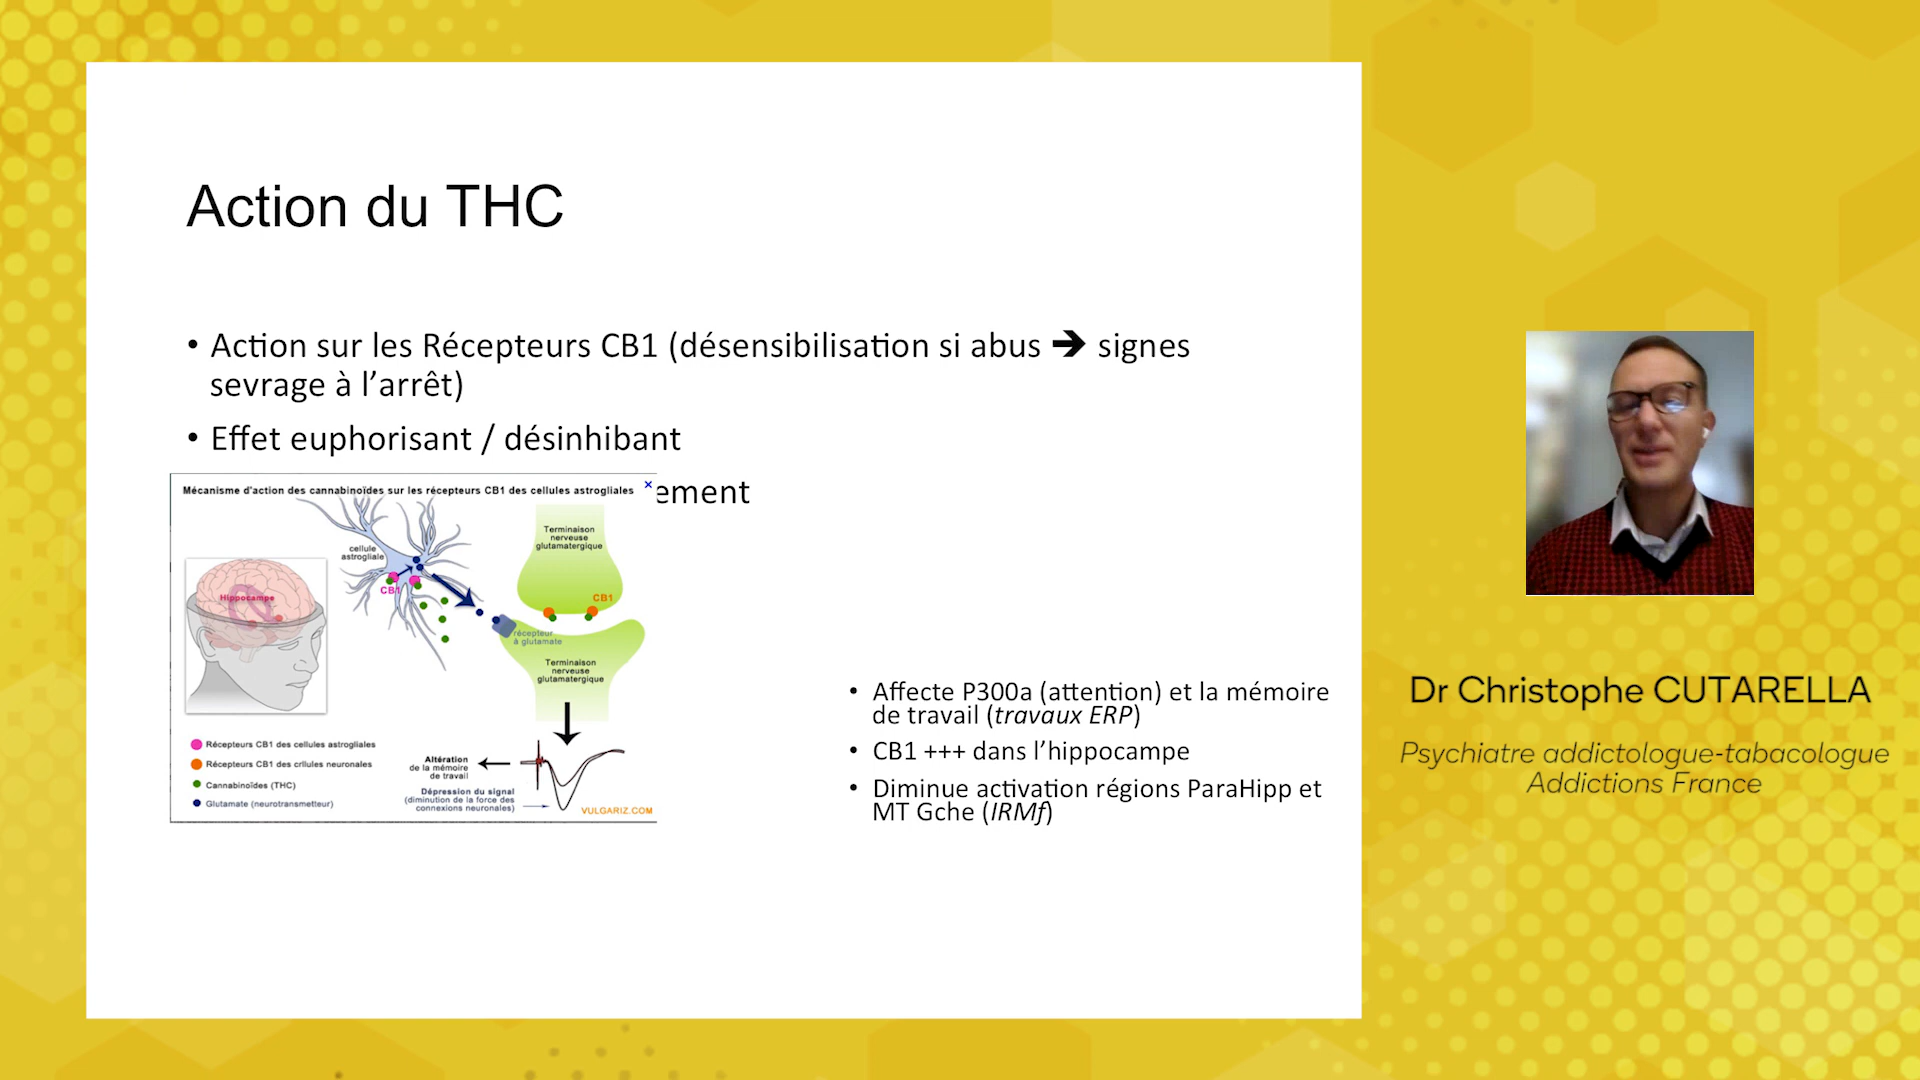 Action du THC
• Action sur les Récepteurs CB1 (désensibilisation si abus ➔ signes
sevrage à l’arrêt)
• Effet euphorisant / désinhibant
ement
Mécanisme d'action des cannabinoïdes sur les récepteurs CB1 des cellules astrogliales
Terminaison
nerveuse
glutamatergique
cellule
astrogliale
CB1
CB1
Hippocampe
récepteur
à glutamate
Terminaison
nerveuse
glutamatergique
Récepteurs CB1 des cellules astrogliales
Récepteurs CB1 des crllules neuronales
Cannabinoïdes (THC)
Glutamate (neurotransmetteur)
Altération
de la mémoire
de travail
Dépression du signal
(diminution de la force des
connexions neuronales)
VULGARIZ.COM
• Affecte P300a (attention) et la mémoire
de travail (travaux ERP)
• CB1 +++ dans l’hippocampe
• Diminue activation régions ParaHipp et
MT Gche (IRMf)
Dr Christophe CUTARELLA
Psychiatre addictologue-tabacologue
Addictions France